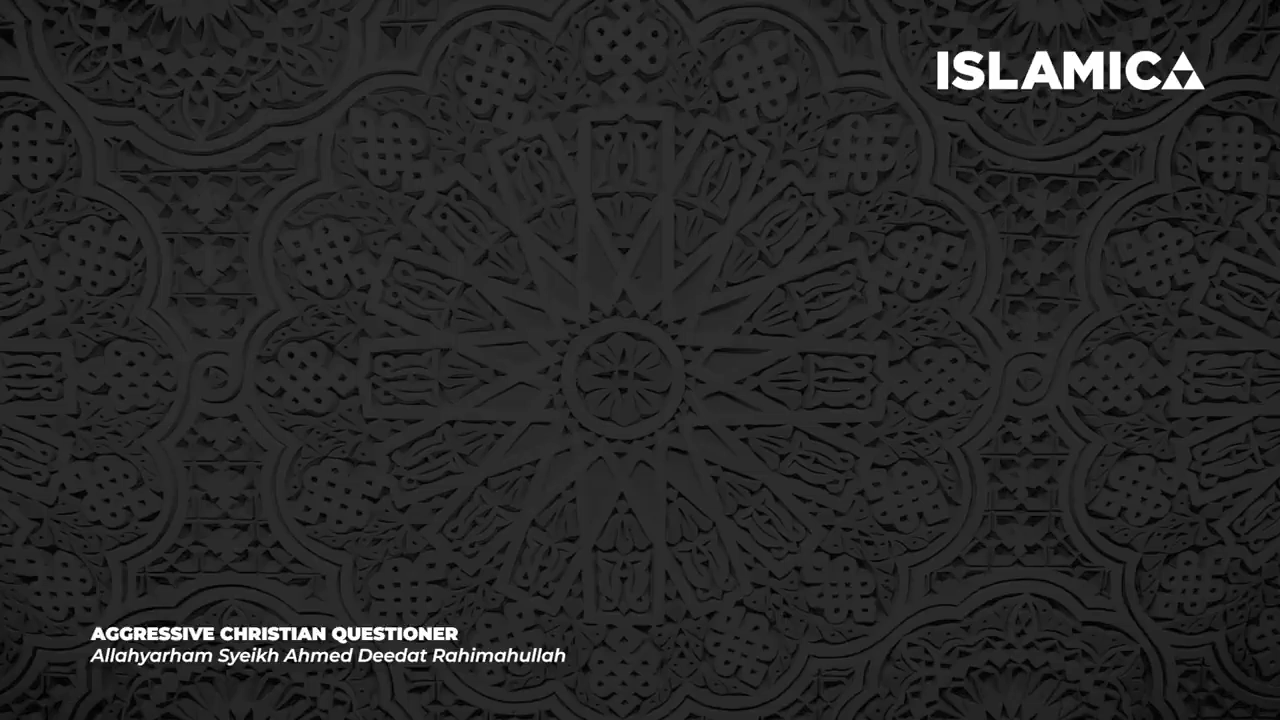 ISLAMICA
AGGRESSIVE CHRISTIAN QUESTIONER
Allahyarham Syeikh Ahmed Deedat Rahimahullah